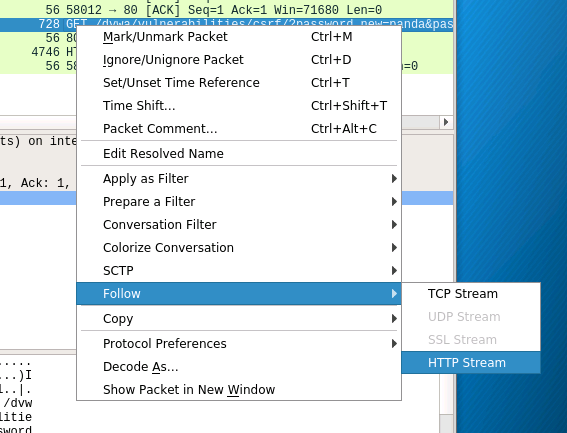 56 58012 → 80 [ACK] Seq=1 Ack=1 Win=71680 Len=0
728 GET /dvwa/vulnerabilities/csrf/?password_new=panda&pas
56 80
4746 HT
56 58 =0
Mark/Unmark Packet Ctrl+M
Ignore/Unignore Packet Ctrl+D
Set/Unset Time Reference Ctrl+T
Time Shift... Ctrl+Shift+T
Packet Comment... Ctrl+Alt+C
ts) on inte
Edit Resolved Name
1, Ack: 1,
Apply as Filter
Prepare a Filter
Conversation Filter
Colorize Conversation
SCTP
Follow
TCP Stream
UDP Stream
SSL Stream
HTTP Stream
Copy
Protocol Preferences
Decode As...
Show Packet in New Window
.....
...)I
l..|.
/dvw
litie
sword